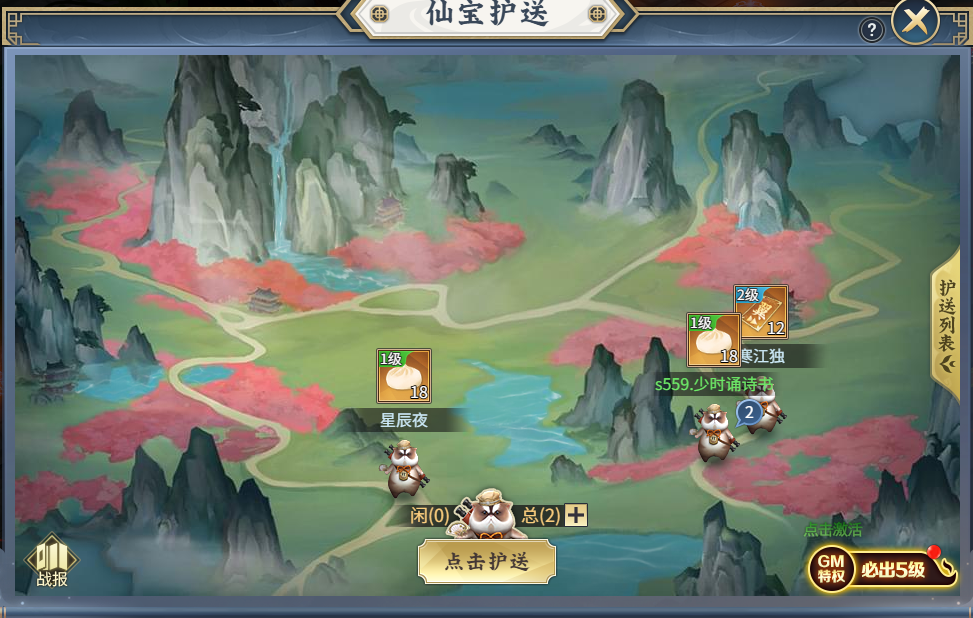 仙宝护送
?
护送列表
2级
12
1级
18
寒江独
s559.少时诵诗书
2
1级
18
星辰夜
闲(0)
总(2)
点击护送
战报
点击激活
GM特权
必出5级